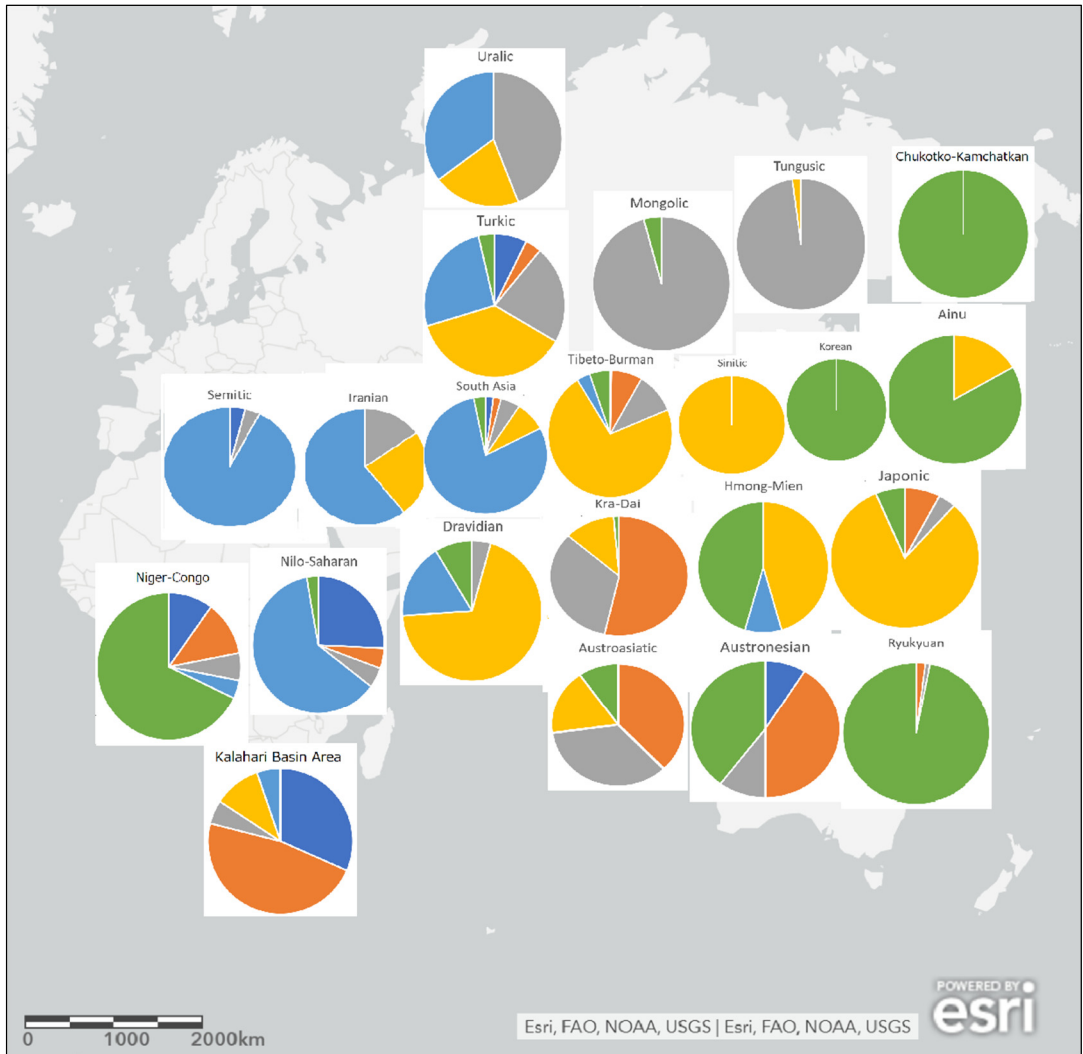 Uralic
Tungusic
Chukotko-Kamchatkan
Mongolic
Turkic
Ainu
Korean
Tibeto-Burman
Sinitic
South Asia
Semitic
Iranian
Japonic
Hmong-Mien
Kra-Dai
Dravidian
Nilo-Saharan
Niger-Congo
Austroasiatic
Austronesian
Ryukyuan
Kalahari Basin Area
POWERED BY
esri
Esri, FAO, NOAA, USGS | Esri, FAO, NOAA, USGS
0 1000 2000km